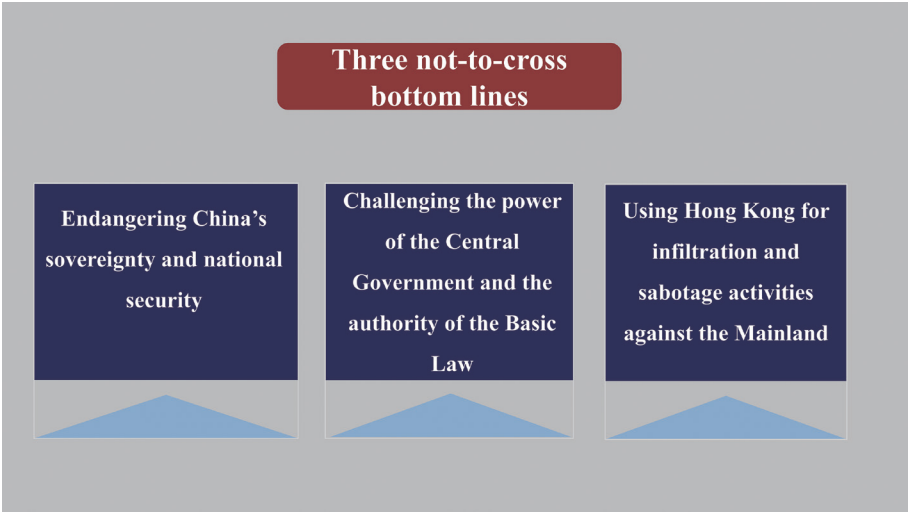 Three not-to-cross
bottom lines
Endangering China’s
sovereignty and national
security
Challenging the power
of the Central
Government and the
authority of the Basic
Law
Using Hong Kong for
infiltration and
sabotage activities
against the Mainland